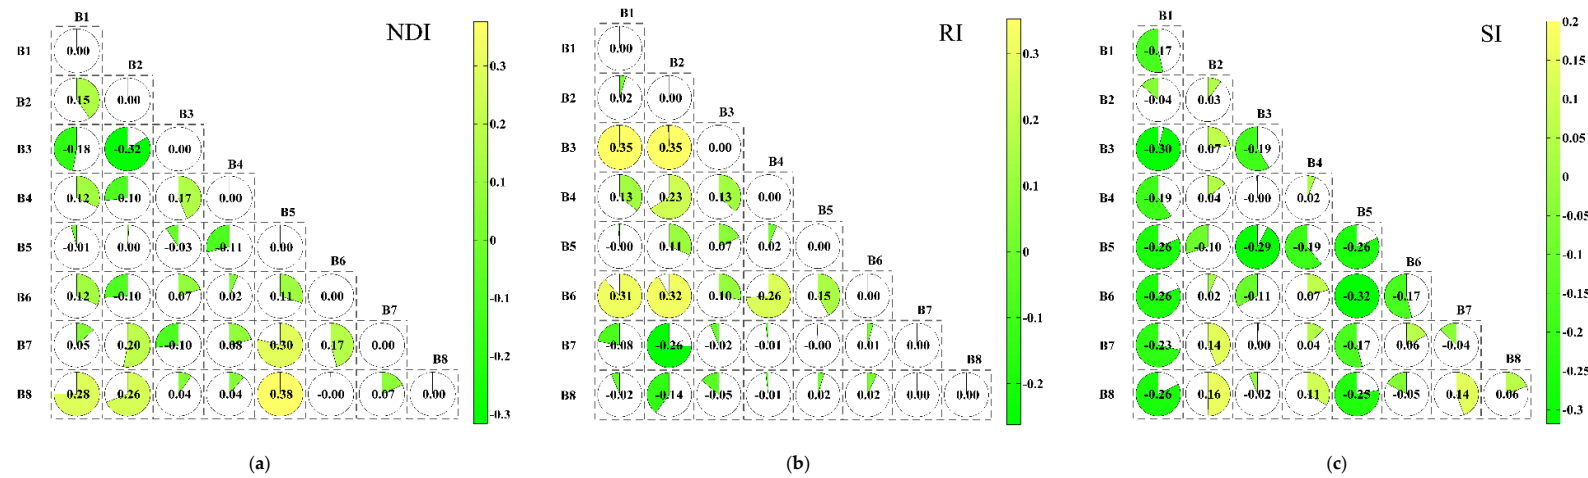 NDI
B1
B1 0.00
B2
B2 0.15 0.00
B3
B3 -0.18 -0.32 0.00
B4
B4 0.12 -0.10 0.17 0.00
B5
B5 -0.01 0.00 -0.03 -0.11 0.00
B6
B6 0.12 -0.10 0.07 0.02 0.11 0.00
B7
B7 0.05 0.20 -0.10 0.08 0.30 0.17 0.00
B8
B8 0.28 0.26 0.04 0.04 0.38 -0.00 0.07 0.00
0.3
0.2
0.1
0
-0.1
-0.2
-0.3
(a)
RI
B1
B1 0.00
B2
B2 0.02 0.00
B3
B3 0.35 0.35 0.00
B4
B4 0.13 0.23 0.13 0.00
B5
B5 -0.00 0.11 0.07 0.02 0.00
B6
B6 0.31 0.32 0.10 0.26 0.15 0.00
B7
B7 -0.08 -0.26 -0.02 -0.01 -0.00 0.01 0.00
B8
B8 -0.02 -0.14 -0.05 -0.01 0.02 0.02 0.00 0.00
0.3
0.2
0.1
0
-0.1
-0.2
(b)
SI
B1
B1 -0.17
B2
B2 -0.04 0.03
B3
B3 -0.30 0.07 -0.19
B4
B4 -0.19 0.04 -0.00 0.02
B5
B5 -0.26 -0.10 -0.29 -0.19 -0.26
B6
B6 -0.26 0.02 -0.11 0.07 -0.32 -0.17
B7
B7 -0.23 0.14 0.00 0.04 -0.17 0.06 -0.04
B8
B8 -0.26 0.16 -0.02 0.11 -0.25 -0.05 0.14 0.06
0.2
0.15
0.1
0.05
0
-0.05
-0.1
-0.15
-0.2
-0.25
-0.3
(c)